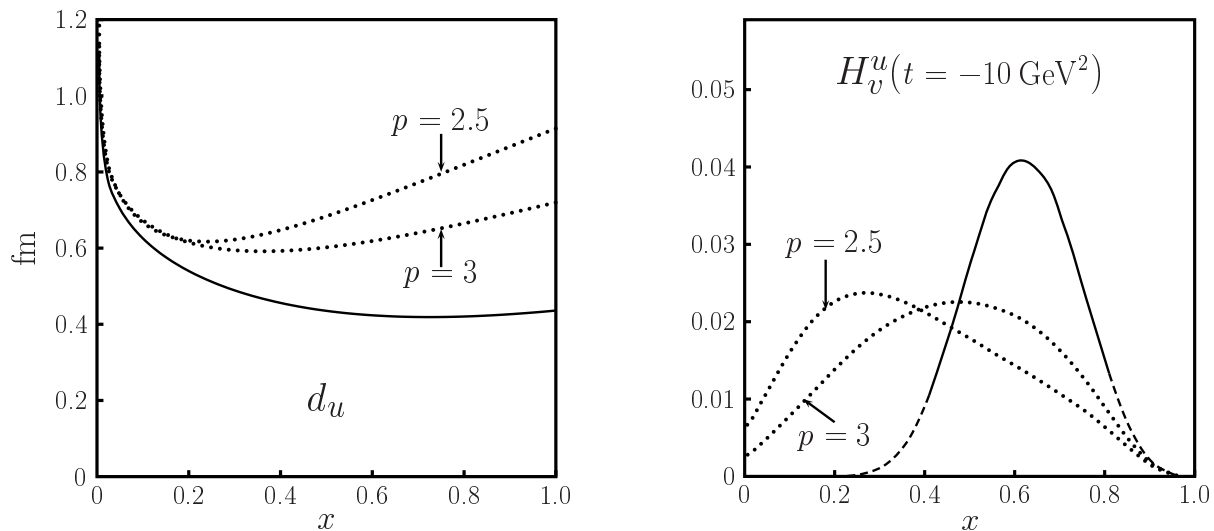 1.2
1.0
0.8
0.6
0.4
0.2
0
fm
p = 2.5
p = 3
d_u
0 0.2 0.4 0.6 0.8 1.0
x
H_v^u(t = −10 GeV²)
0.05
0.04
0.03
0.02
0.01
0
p = 2.5
p = 3
0 0.2 0.4 0.6 0.8 1.0
x